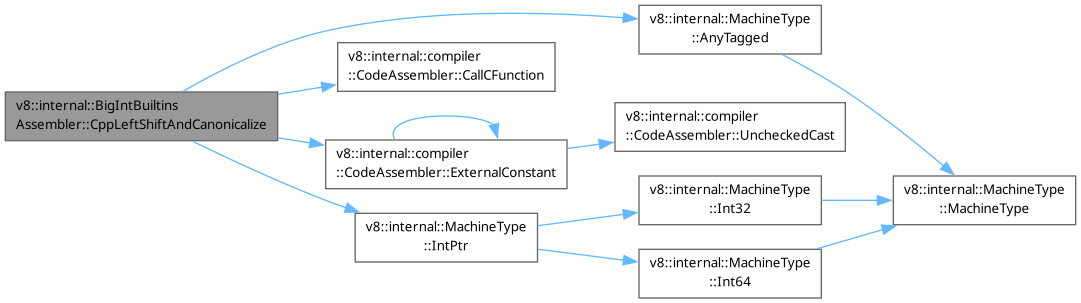 v8::internal::BigIntBuiltins
Assembler::CppLeftShiftAndCanonicalize
v8::internal::MachineType
::AnyTagged
v8::internal::compiler
::CodeAssembler::CallCFunction
v8::internal::compiler
::CodeAssembler::ExternalConstant
v8::internal::compiler
::CodeAssembler::UncheckedCast
v8::internal::MachineType
::IntPtr
v8::internal::MachineType
::Int32
v8::internal::MachineType
::Int64
v8::internal::MachineType
::MachineType